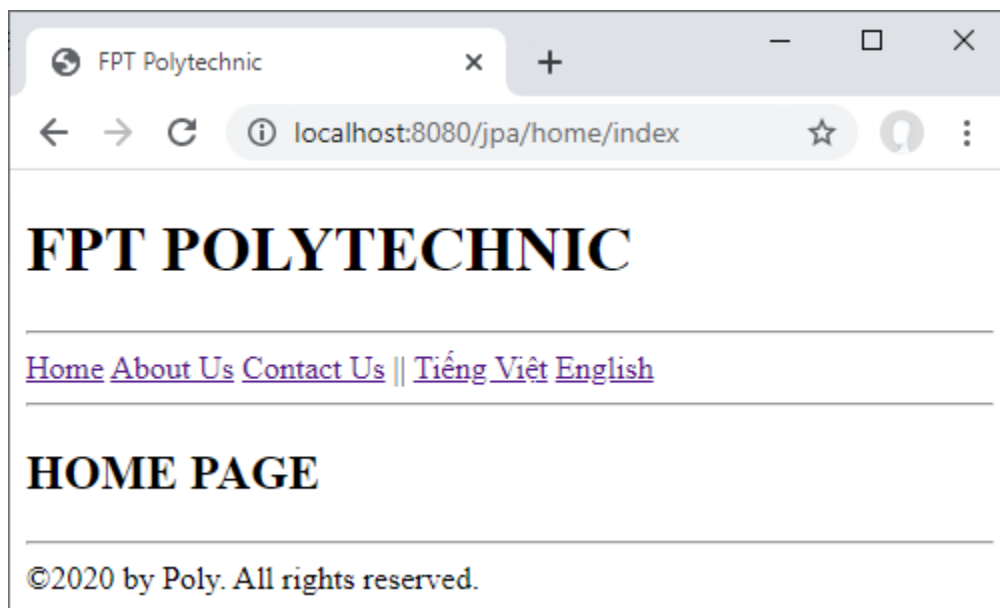 FPT Polytechnic
localhost:8080/jpa/home/index
FPT POLYTECHNIC
Home About Us Contact Us || Tiếng Việt English
HOME PAGE
©2020 by Poly. All rights reserved.